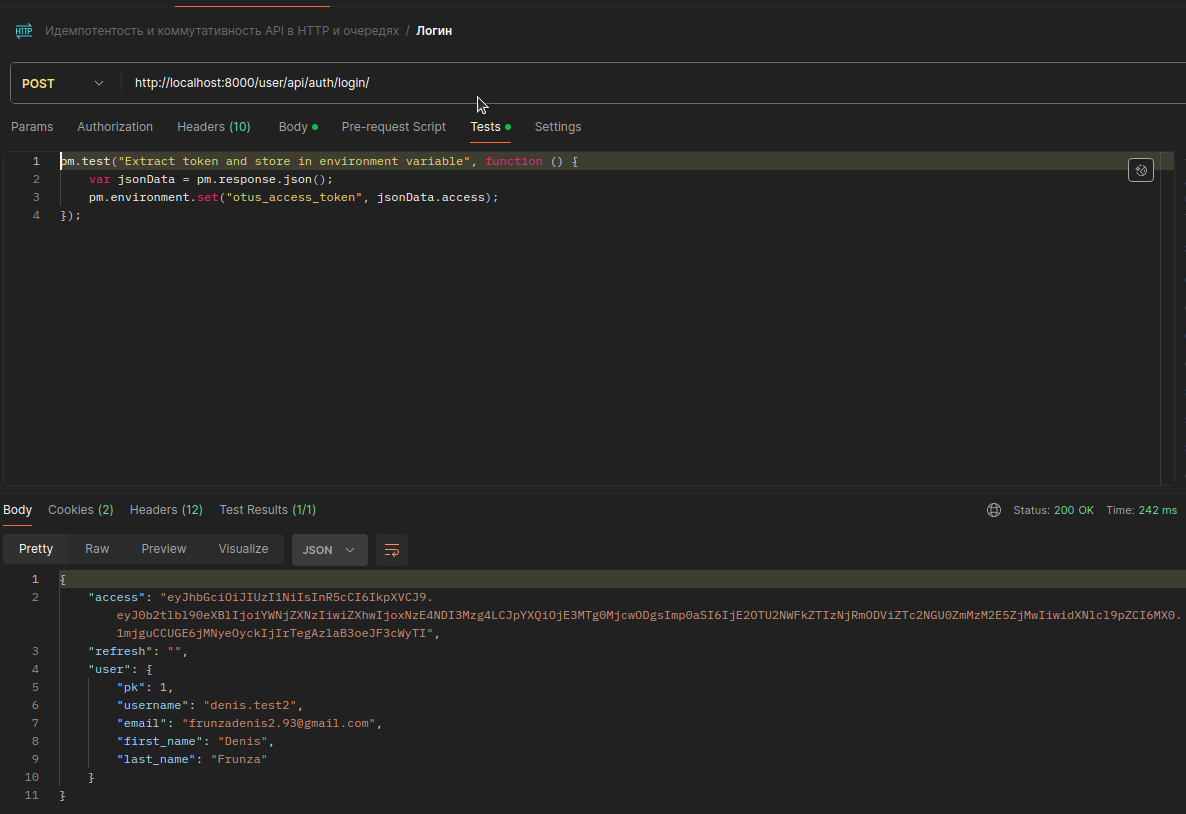 HTTP Идемпотентость и коммутативность API в HTTP и очередях / Логин
POST http://localhost:8000/user/api/auth/login/
Params Authorization Headers (10) Body Pre-request Script Tests Settings
1 pm.test("Extract token and store in environment variable", function () {
2 var jsonData = pm.response.json();
3 pm.environment.set("otus_access_token", jsonData.access);
4 });
Body Cookies (2) Headers (12) Test Results (1/1) Status: 200 OK Time: 242 ms
Pretty Raw Preview Visualize JSON
1 {
2 "access": "eyJhbGciOiJIUzI1NiIsInR5cCI6IkpXVCJ9.
eyJ0b2tlbl90eXBlIjoiYWNjZXNzIiwiZXhwIjoxNzE4NDI3Mzg4LCJpYXQiOjE3MTg0MjcwODgsImp0aSI6IjE2OTU2NWFkZTIzNjRmODViZTc2NGU0ZmMzM2E5ZjMwIiwidXNlcl9pZCI6MX0.
1mjguCCUGE6jMNyeOyckIjIrTegAzlaB3oeJF3cWyTI",
3 "refresh": "",
4 "user": {
5 "pk": 1,
6 "username": "denis.test2",
7 "email": "frunzadenis2.93@gmail.com",
8 "first_name": "Denis",
9 "last_name": "Frunza"
10 }
11 }